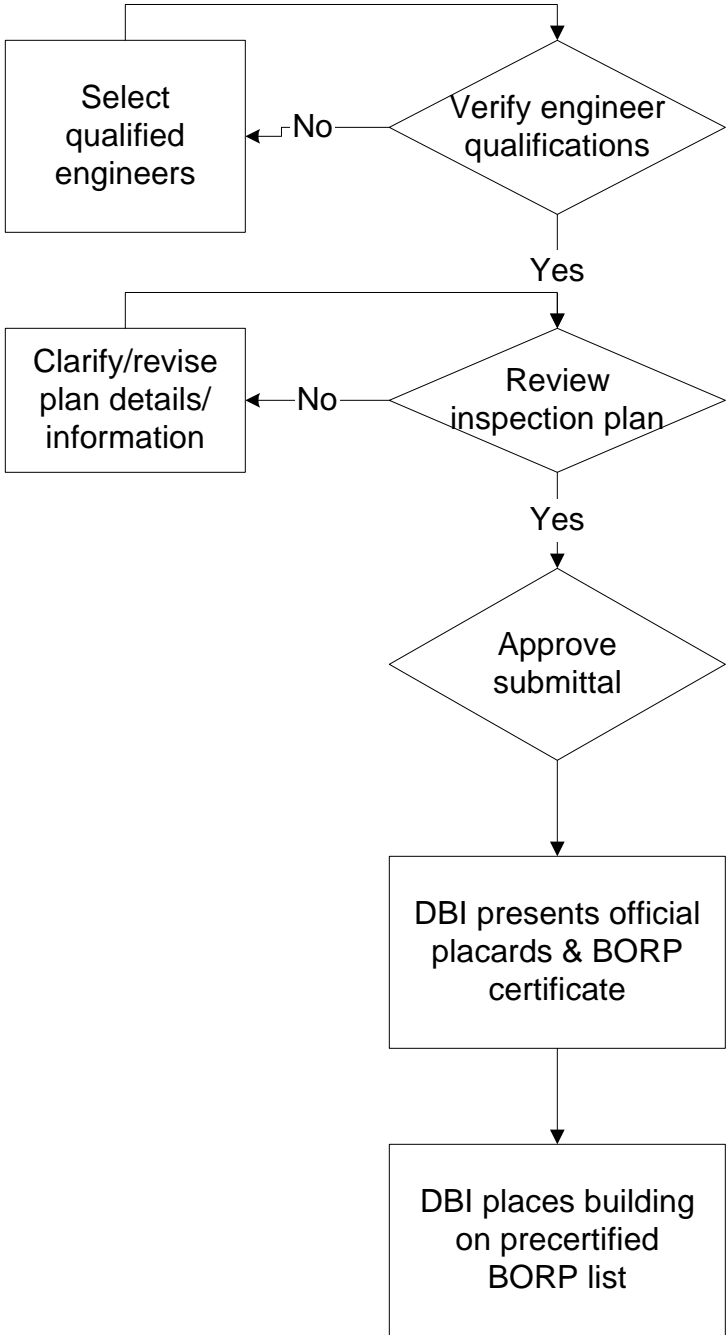 Select
qualified
engineers
No
Verify engineer
qualifications
Yes
Clarify/revise
plan details/
information
No
Review
inspection plan
Yes
Approve
submittal
DBI presents official
placards & BORP
certificate
DBI places building
on precertified
BORP list